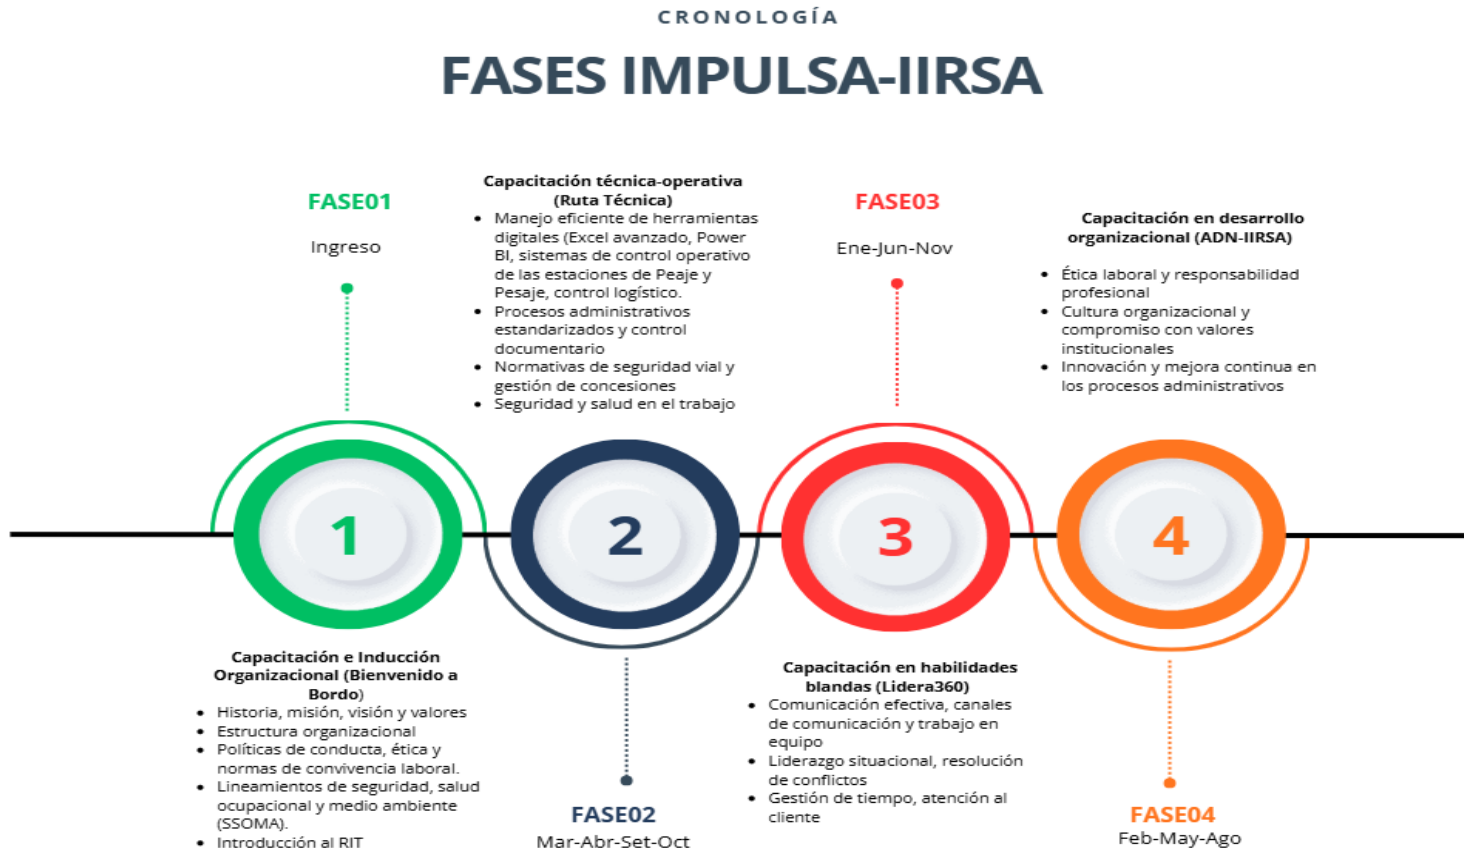 CRONOLOGÍA
FASES IMPULSA-IIRSA
FASE01
Ingreso
Capacitación técnica-operativa
(Ruta Técnica)
• Manejo eficiente de herramientas
digitales (Excel avanzado, Power
BI, sistemas de control operativo
de las estaciones de Peaje y
Pesaje, control logístico.
• Procesos administrativos
estandarizados y control
documentario
• Normativas de seguridad vial y
gestión de concesiones
• Seguridad y salud en el trabajo
FASE03
Ene-Jun-Nov
Capacitación en desarrollo
organizacional (ADN-IIRSA)
• Ética laboral y responsabilidad
profesional
• Cultura organizacional y
compromiso con valores
institucionales
• Innovación y mejora continua en
los procesos administrativos
1
2
3
4
Capacitación e Inducción
Organizacional (Bienvenido a
Bordo)
• Historia, misión, visión y valores
• Estructura organizacional
• Políticas de conducta, ética y
normas de convivencia laboral.
• Lineamientos de seguridad, salud
ocupacional y medio ambiente
(SSOMA).
• Introducción al RIT
FASE02
Mar-Abr-Set-Oct
Capacitación en habilidades
blandas (Lidera360)
• Comunicación efectiva, canales
de comunicación y trabajo en
equipo
• Liderazgo situacional, resolución
de conflictos
• Gestión de tiempo, atención al
cliente
FASE04
Feb-May-Ago